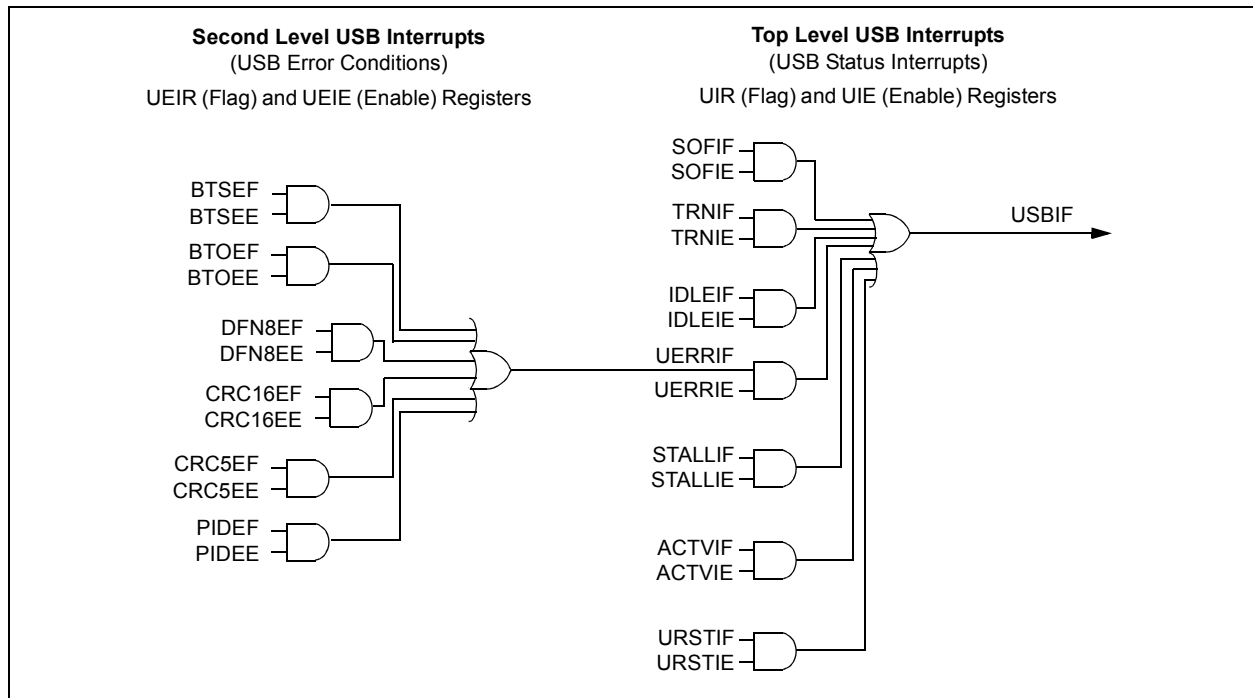 Second Level USB Interrupts
(USB Error Conditions)
UEIR (Flag) and UEIE (Enable) Registers
BTSEF
BTSEE
BTOEF
BTOEE
DFN8EF
DFN8EE
CRC16EF
CRC16EE
CRC5EF
CRC5EE
PIDEF
PIDEE
Top Level USB Interrupts
(USB Status Interrupts)
UIR (Flag) and UIE (Enable) Registers
SOFIF
SOFIE
TRNIF
TRNIE
IDLEIF
IDLEIE
UERRIF
UERRIE
STALLIF
STALLIE
ACTVIF
ACTVIE
URSTIF
URSTIE
USBIF